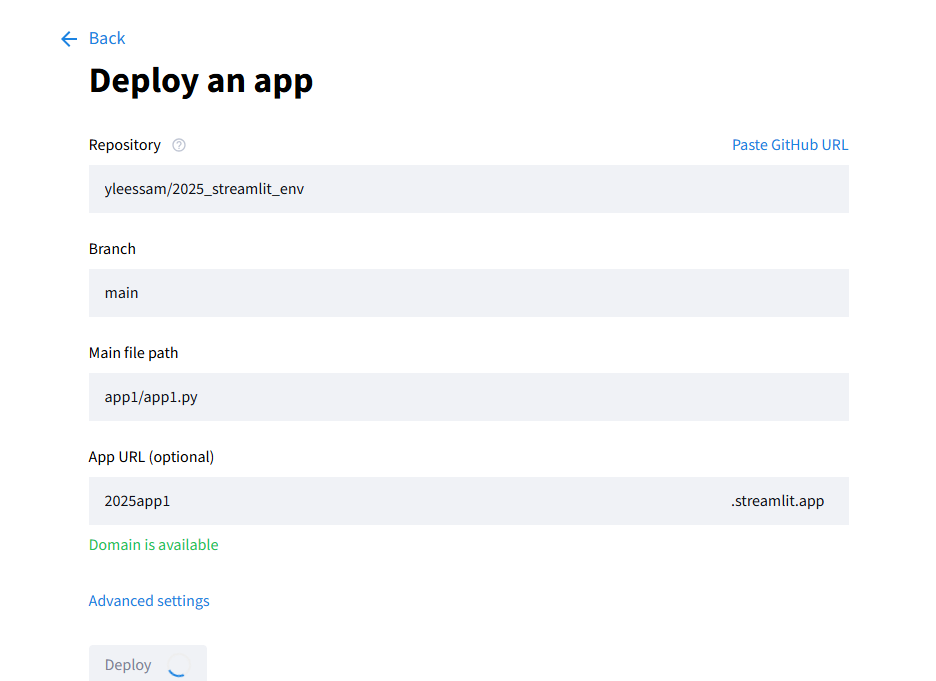 Back
Deploy an app
Repository
Paste GitHub URL
yleessam/2025_streamlit_env
Branch
main
Main file path
app1/app1.py
App URL (optional)
2025app1 .streamlit.app
Domain is available
Advanced settings
Deploy